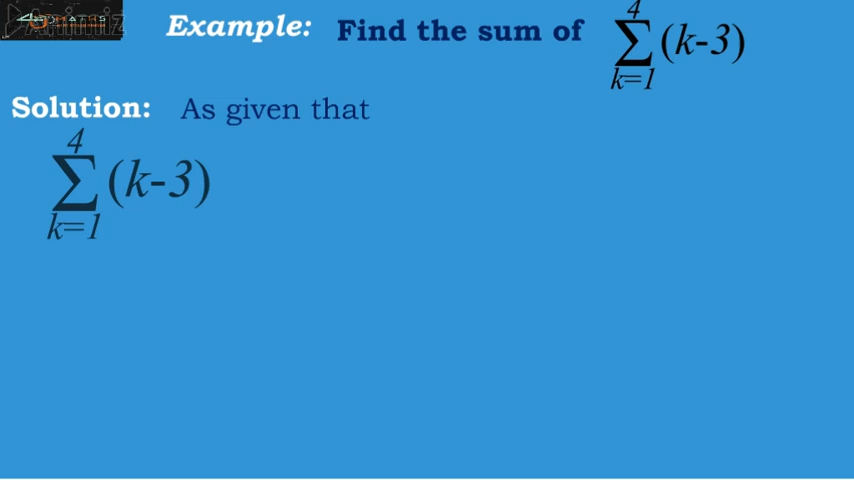 Example: Find the sum of
4
∑ (k-3)
k=1
Solution: As given that
4
∑ (k-3)
k=1